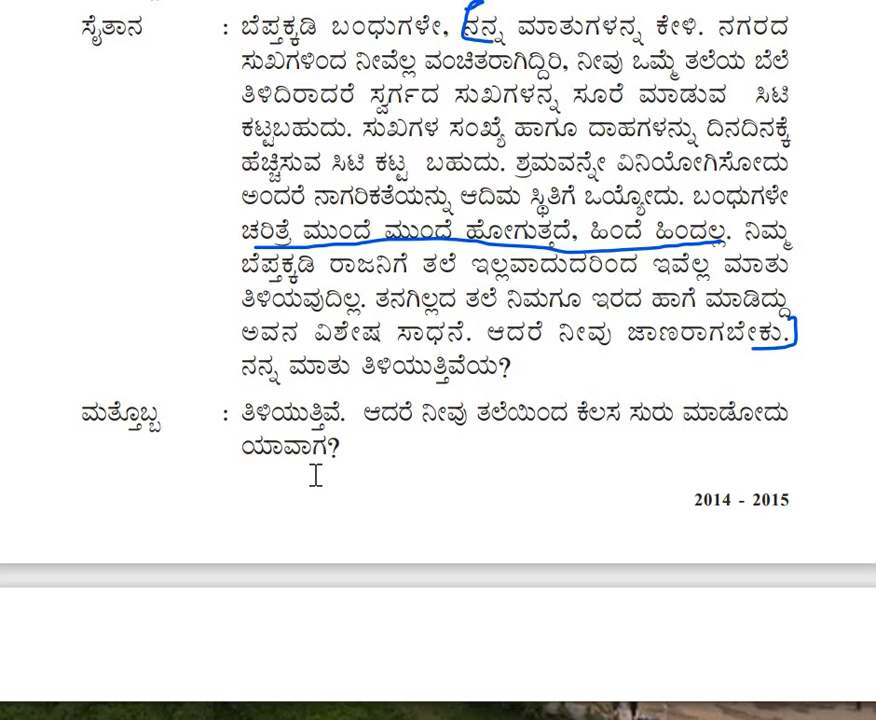 ಸೈತಾನ : ಬೆಪ್ತಕ್ಕಡಿ ಬಂಧುಗಳೇ, ನನ್ನ ಮಾತುಗಳನ್ನ ಕೇಳಿ. ನಗರದ
ಸುಖಗಳಿಂದ ನೀವೆಲ್ಲ ವಂಚಿತರಾಗಿದ್ದಿರಿ, ನೀವು ಒಮ್ಮೆ ತಲೆಯ ಬೆಲೆ
ತಿಳಿದಿರಾದರೆ ಸ್ವರ್ಗದ ಸುಖಗಳನ್ನ ಸೂರೆ ಮಾಡುವ ಸಿಟಿ
ಕಟ್ಟಬಹುದು. ಸುಖಗಳ ಸಂಖ್ಯೆ ಹಾಗೂ ದಾಹಗಳನ್ನು ದಿನದಿನಕ್ಕೆ
ಹೆಚ್ಚಿಸುವ ಸಿಟಿ ಕಟ್ಟ ಬಹುದು. ಶ್ರಮವನ್ನೇ ವಿನಿಯೋಗಿಸೋದು
ಅಂದರೆ ನಾಗರಿಕತೆಯನ್ನು ಆದಿಮ ಸ್ಥಿತಿಗೆ ಒಯ್ಯೋದು. ಬಂಧುಗಳೇ
ಚರಿತ್ರೆ ಮುಂದೆ ಮುಂದೆ ಹೋಗುತ್ತದೆ, ಹಿಂದೆ ಹಿಂದಲ್ಲ. ನಿಮ್ಮ
ಬೆಪ್ತಕ್ಕಡಿ ರಾಜನಿಗೆ ತಲೆ ಇಲ್ಲವಾದುದರಿಂದ ಇವೆಲ್ಲ ಮಾತು
ತಿಳಿಯವುದಿಲ್ಲ. ತನಗಿಲ್ಲದ ತಲೆ ನಿಮಗೂ ಇರದ ಹಾಗೆ ಮಾಡಿದ್ದು
ಅವನ ವಿಶೇಷ ಸಾಧನೆ. ಆದರೆ ನೀವು ಜಾಣರಾಗಬೇಕು.
ನನ್ನ ಮಾತು ತಿಳಿಯುತ್ತಿವೆಯ?
ಮತ್ತೊಬ್ಬ : ತಿಳಿಯುತ್ತಿವೆ. ಆದರೆ ನೀವು ತಲೆಯಿಂದ ಕೆಲಸ ಸುರು ಮಾಡೋದು
ಯಾವಾಗ?
2014 - 2015